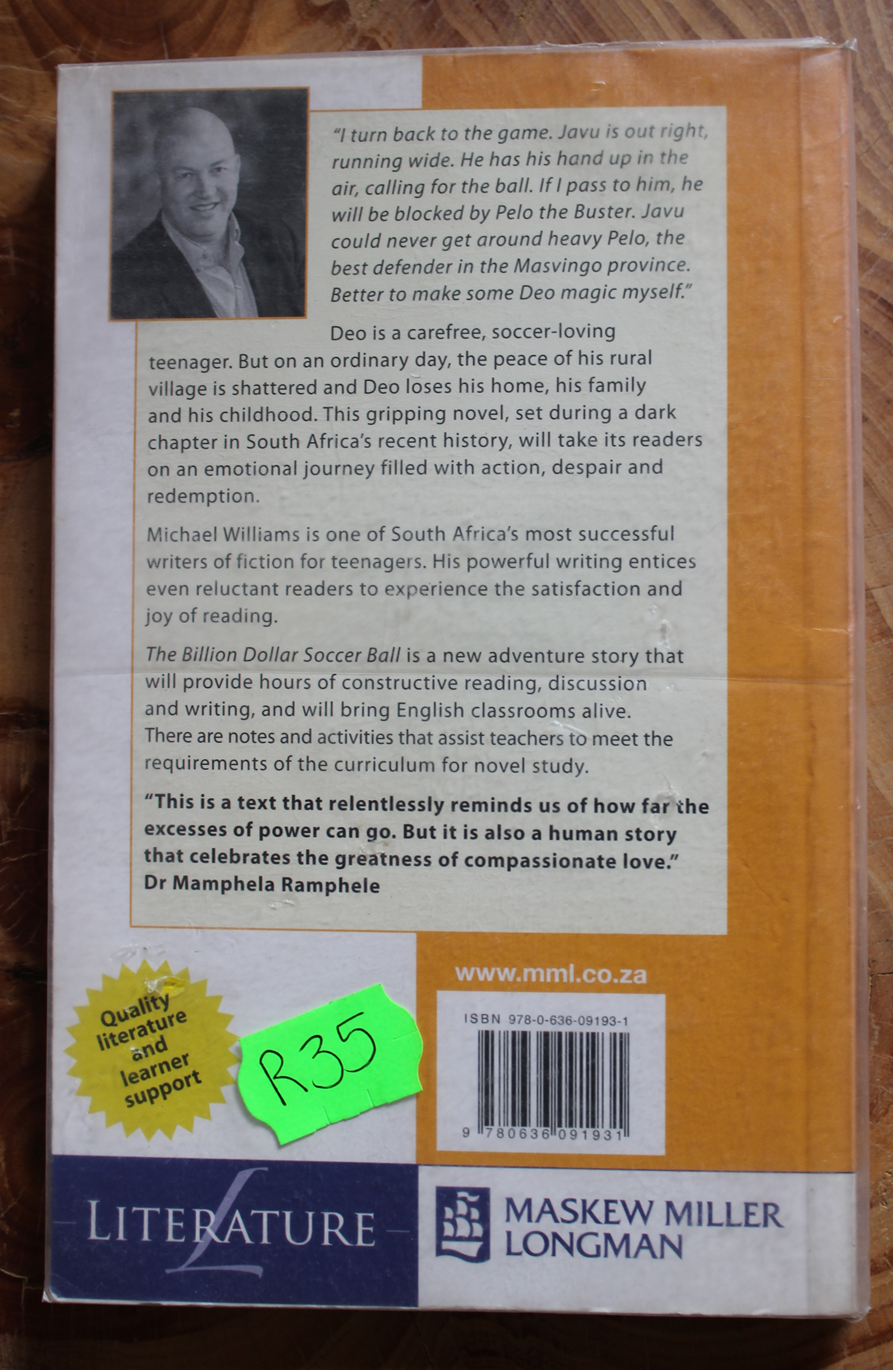 "I turn back to the game. Javu is out right,
running wide. He has his hand up in the
air, calling for the ball. If I pass to him, he
will be blocked by Pelo the Buster. Javu
could never get around heavy Pelo, the
best defender in the Masvingo province.
Better to make some Deo magic myself."
Deo is a carefree, soccer-loving
teenager. But on an ordinary day, the peace of his rural
village is shattered and Deo loses his home, his family
and his childhood. This gripping novel, set during a dark
chapter in South Africa's recent history, will take its readers
on an emotional journey filled with action, despair and
redemption.
Michael Williams is one of South Africa's most successful
writers of fiction for teenagers. His powerful writing entices
even reluctant readers to experience the satisfaction and
joy of reading.
The Billion Dollar Soccer Ball is a new adventure story that
will provide hours of constructive reading, discussion
and writing, and will bring English classrooms alive.
There are notes and activities that assist teachers to meet the
requirements of the curriculum for novel study.
"This is a text that relentlessly reminds us of how far the
excesses of power can go. But it is also a human story
that celebrates the greatness of compassionate love."
Dr Mamphela Ramphele
www.mml.co.za
Quality
literature
and
learner
support
R35
ISBN 978-0-636-09193-1
9 780636 091931
LITERATURE
L
MASKEW MILLER
LONGMAN